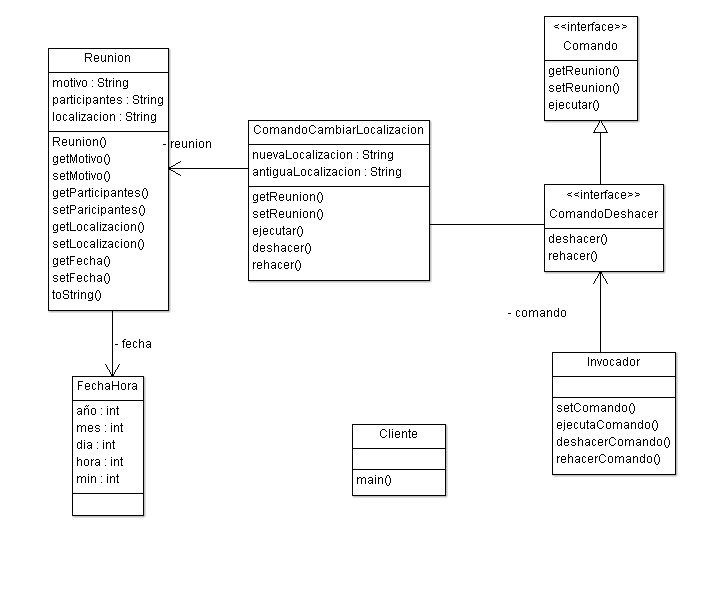 Reunion
motivo : String
participantes : String
localizacion : String
Reunion()
getMotivo()
setMotivo()
getParticipantes()
setParicipantes()
getLocalizacion()
setLocalizacion()
getFecha()
setFecha()
toString()
- reunion
- fecha
FechaHora
año : int
mes : int
dia : int
hora : int
min : int
ComandoCambiarLocalizacion
nuevaLocalizacion : String
antiguaLocalizacion : String
getReunion()
setReunion()
ejecutar()
deshacer()
rehacer()
<<interface>>
Comando
getReunion()
setReunion()
ejecutar()
<<interface>>
ComandoDeshacer
deshacer()
rehacer()
- comando
Invocador
setComando()
ejecutaComando()
deshacerComando()
rehacerComando()
Cliente
main()